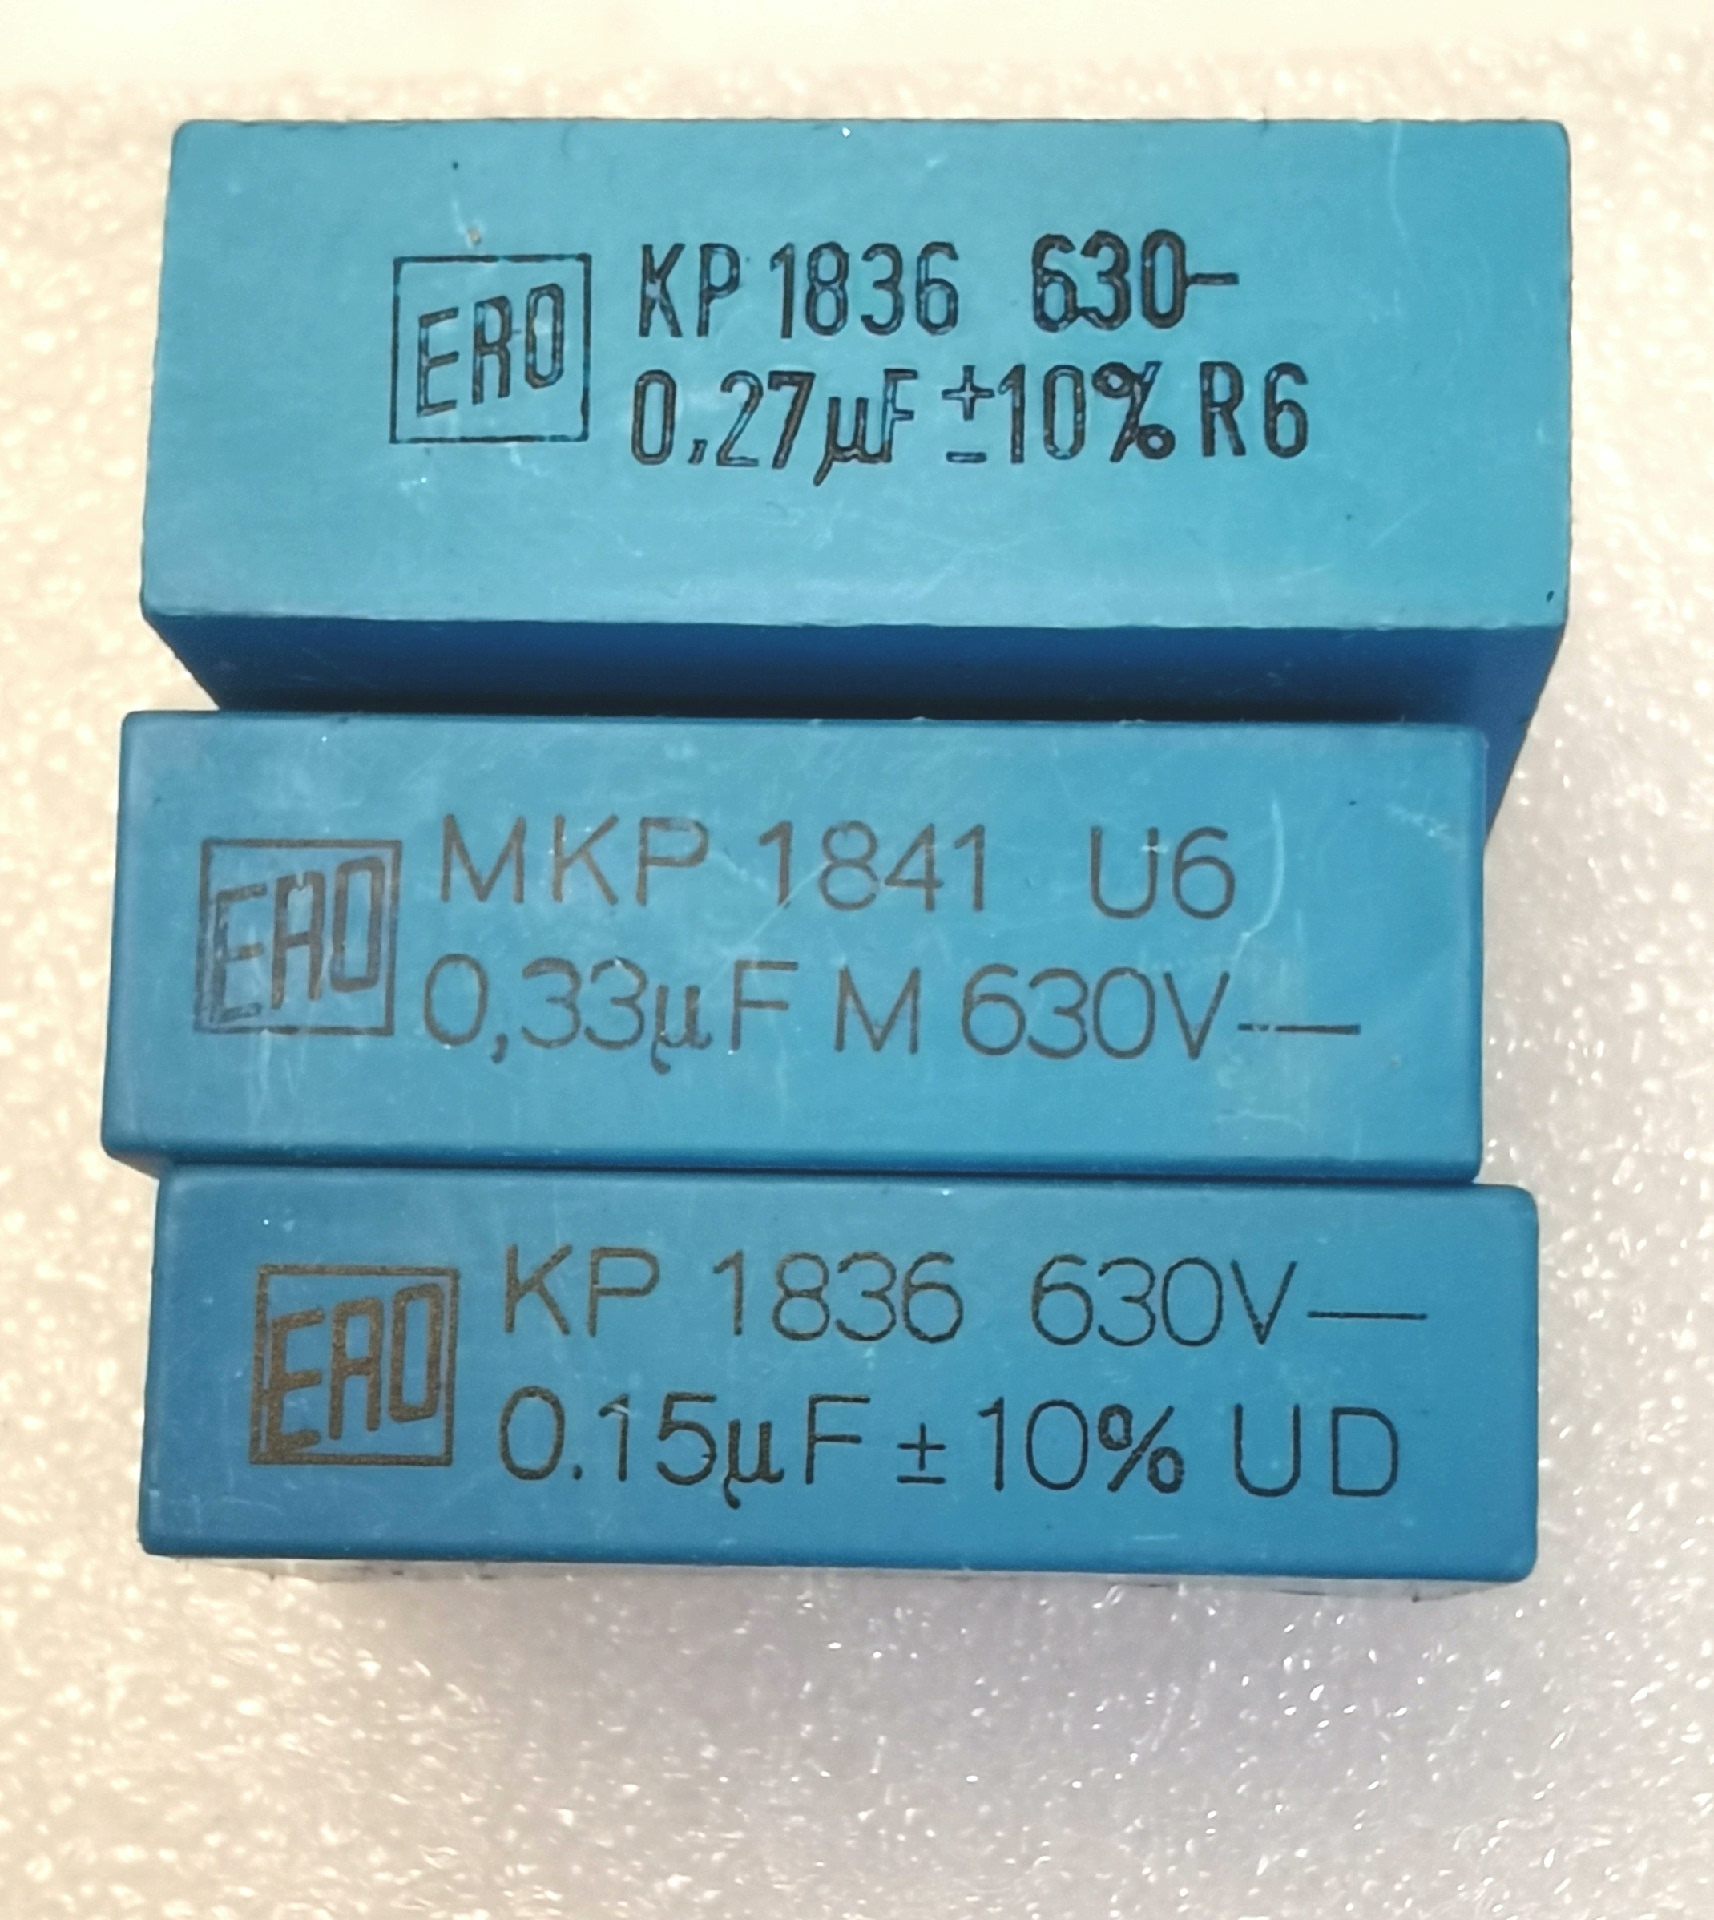 ERO
KP 1836 630-
0,27µF ±10% R6
ERO
MKP 1841 U6
0,33µF M 630V—
ERO
KP 1836 630V—
0.15µF ±10% UD